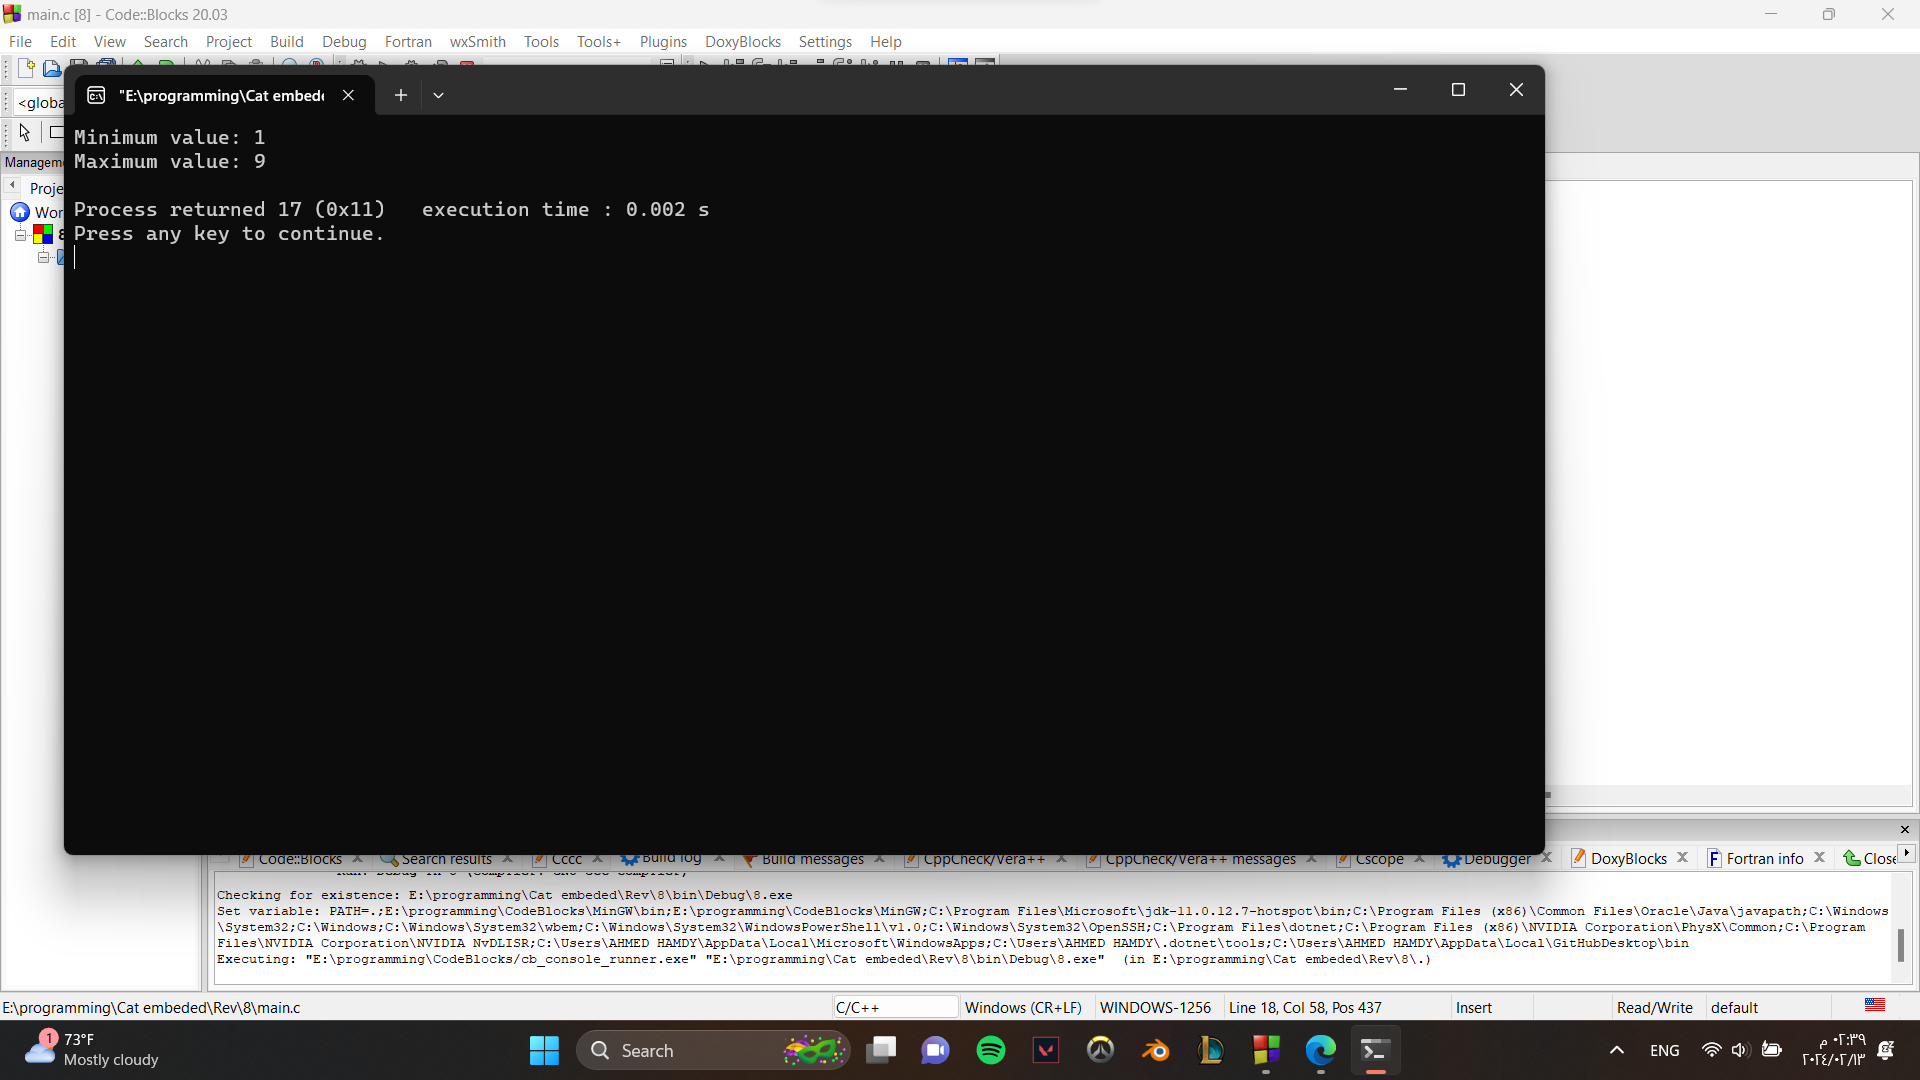 main.c [8] - Code::Blocks 20.03
File Edit View Search Project Build Debug Fortran wxSmith Tools Tools+ Plugins DoxyBlocks Settings Help
<globa
"E:\programming\Cat embede
Minimum value: 1
Maximum value: 9
Managem
Proje
Process returned 17 (0x11)   execution time : 0.002 s
Wor
Press any key to continue.
Code::Blocks Search results Cccc Build log Build messages CppCheck/Vera++ CppCheck/Vera++ messages Cscope Debugger DoxyBlocks Fortran info Close
Checking for existence: E:\programming\Cat embeded\Rev\8\bin\Debug\8.exe
Set variable: PATH=.;E:\programming\CodeBlocks\MinGW\bin;E:\programming\CodeBlocks\MinGW;C:\Program Files\Microsoft\jdk-11.0.12.7-hotspot\bin;C:\Program Files (x86)\Common Files\Oracle\Java\javapath;C:\Windows
\System32;C:\Windows;C:\Windows\System32\wbem;C:\Windows\System32\WindowsPowerShell\v1.0;C:\Windows\System32\OpenSSH;C:\Program Files\dotnet;C:\Program Files (x86)\NVIDIA Corporation\PhysX\Common;C:\Program
Files\NVIDIA Corporation\NVIDIA NvDLISR;C:\Users\AHMED HAMDY\AppData\Local\Microsoft\WindowsApps;C:\Users\AHMED HAMDY\.dotnet\tools;C:\Users\AHMED HAMDY\AppData\Local\GitHubDesktop\bin
Executing: "E:\programming\CodeBlocks/cb_console_runner.exe" "E:\programming\Cat embeded\Rev\8\bin\Debug\8.exe"  (in E:\programming\Cat embeded\Rev\8\.)
E:\programming\Cat embeded\Rev\8\main.c C/C++ Windows (CR+LF) WINDOWS-1256 Line 18, Col 58, Pos 437 Insert Read/Write default
1
73°F
Mostly cloudy
Search
ENG
٠٢:٣٩ م
٢٠٢٤/٠٢/١٣